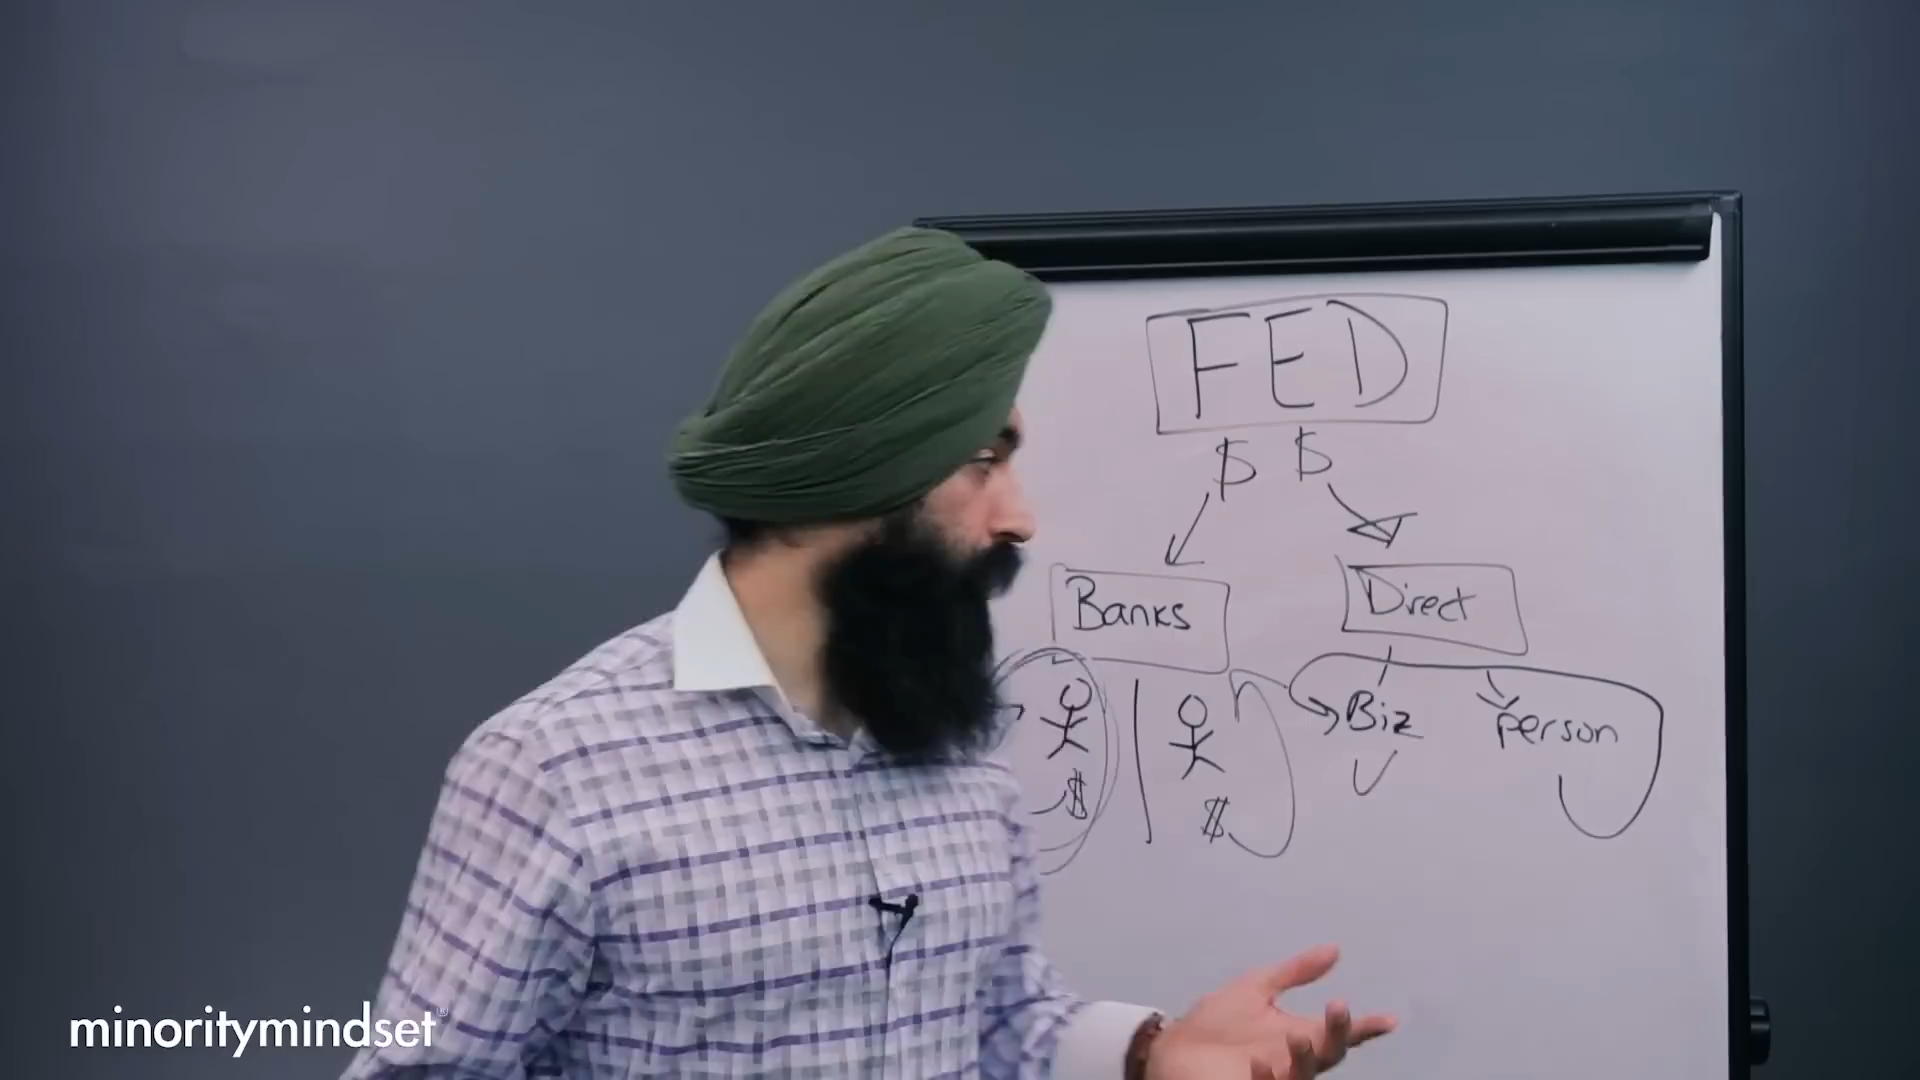 FED
$ $
Banks Direct
Biz person
$ $
minoritymindset®